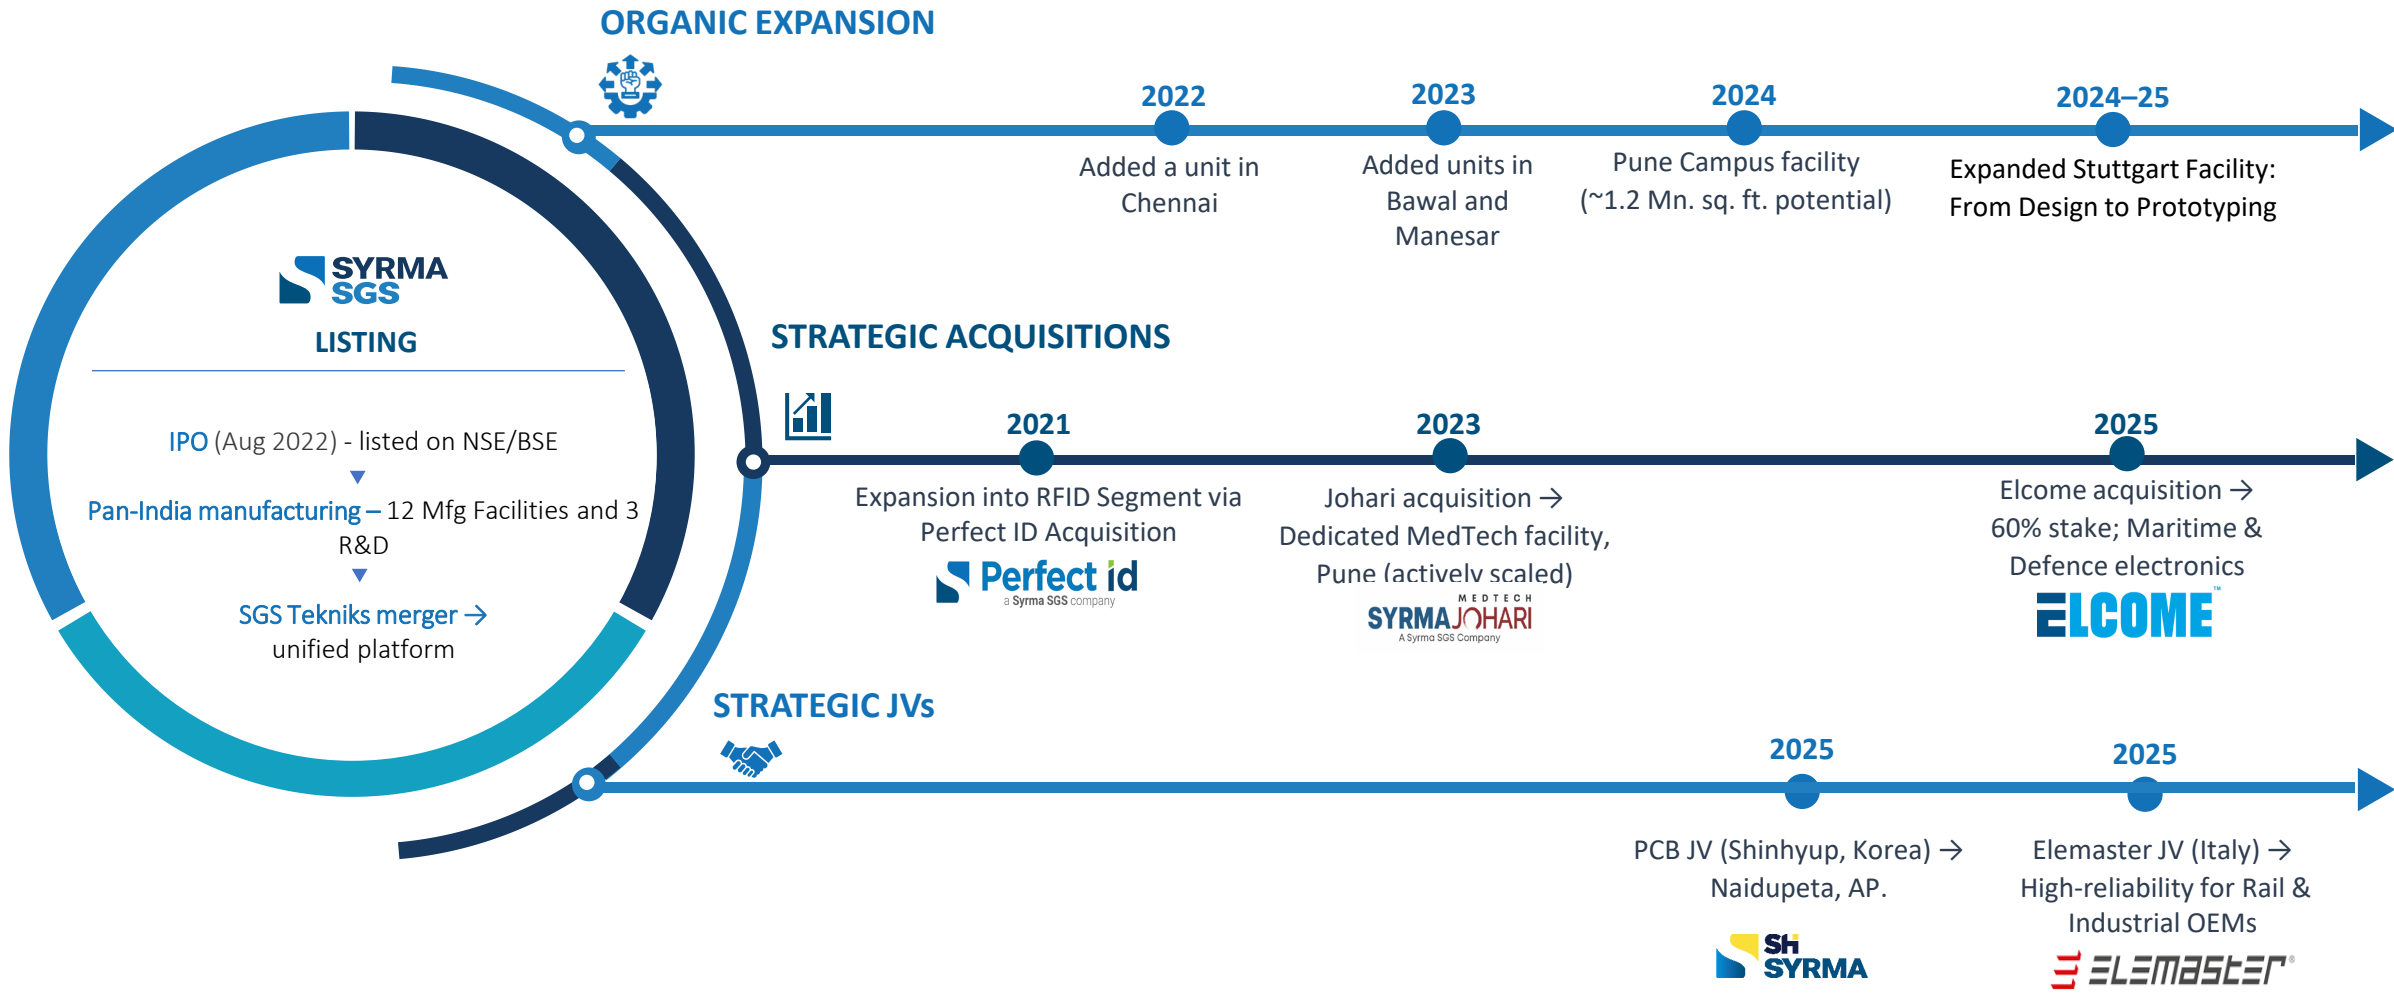 ORGANIC EXPANSION
2022
Added a unit in
Chennai
2023
Added units in
Bawal and
Manesar
2024
Pune Campus facility
(~1.2 Mn. sq. ft. potential)
2024–25
Expanded Stuttgart Facility:
From Design to Prototyping
SYRMA
SGS
LISTING
IPO (Aug 2022) - listed on NSE/BSE
Pan-India manufacturing – 12 Mfg Facilities and 3
R&D
SGS Tekniks merger →
unified platform
STRATEGIC ACQUISITIONS
2021
Expansion into RFID Segment via
Perfect ID Acquisition
Perfect id
a Syrma SGS company
2023
Johari acquisition →
Dedicated MedTech facility,
Pune (actively scaled)
MEDTECH
SYRMAJOHARI
A Syrma SGS Company
2025
Elcome acquisition →
60% stake; Maritime &
Defence electronics
ELCOME™
STRATEGIC JVs
2025
PCB JV (Shinhyup, Korea) →
Naidupeta, AP.
SH
SYRMA
2025
Elemaster JV (Italy) →
High-reliability for Rail &
Industrial OEMs
ELEMASTER®